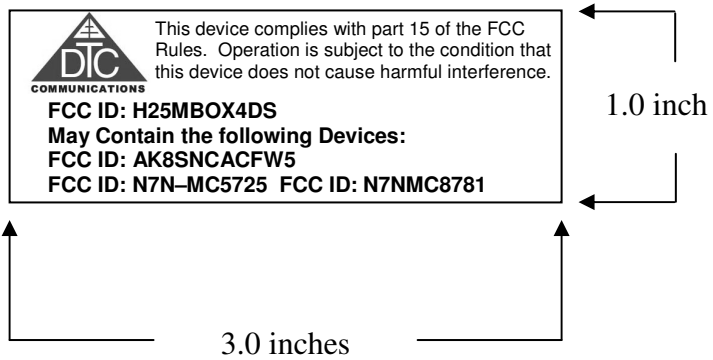 This device complies with part 15 of the FCC
Rules. Operation is subject to the condition that
this device does not cause harmful interference.
DTC
COMMUNICATIONS
FCC ID: H25MBOX4DS
May Contain the following Devices:
FCC ID: AK8SNCACFW5
FCC ID: N7N–MC5725 FCC ID: N7NMC8781
1.0 inch
3.0 inches